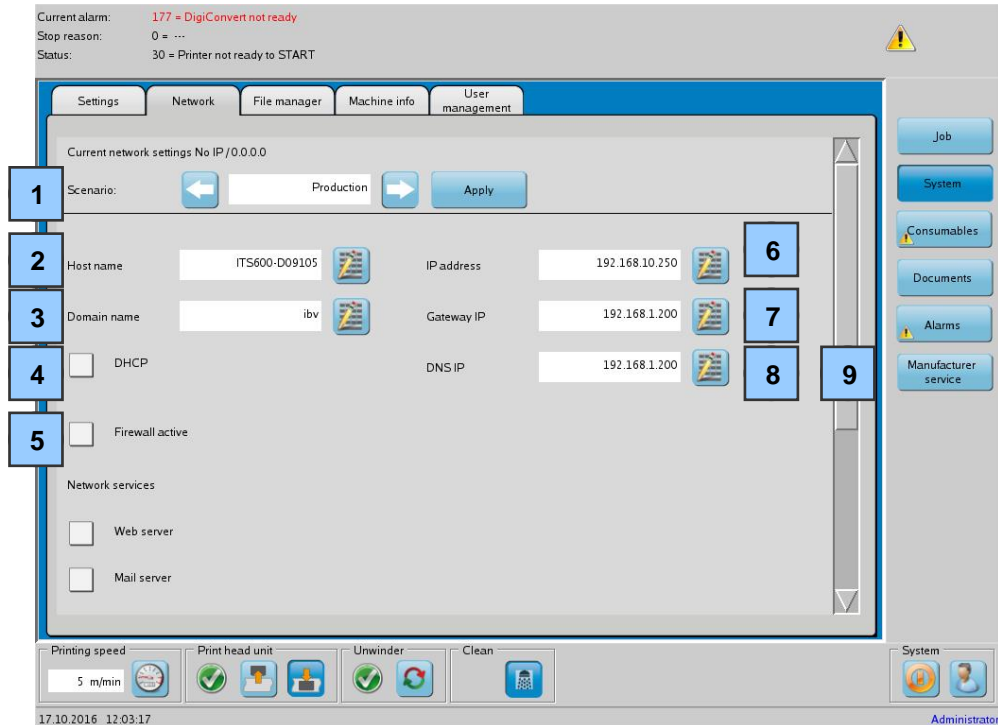 Current alarm: 177 = DigiConvert not ready
Stop reason: 0 = ---
Status: 30 = Printer not ready to START
Settings Network File manager Machine info User management
Current network settings No IP/0.0.0.0
1 Scenario: Production Apply
2 Host name ITS600-D09105 IP address 192.168.10.250 6
3 Domain name ibv Gateway IP 192.168.1.200 7
4 DHCP DNS IP 192.168.1.200 8 9
5 Firewall active
Network services
Web server
Mail server
Job
System
Consumables
Documents
Alarms
Manufacturer
service
Printing speed Print head unit Unwinder Clean System
5 m/min
17.10.2016 12:03:17 Administrator